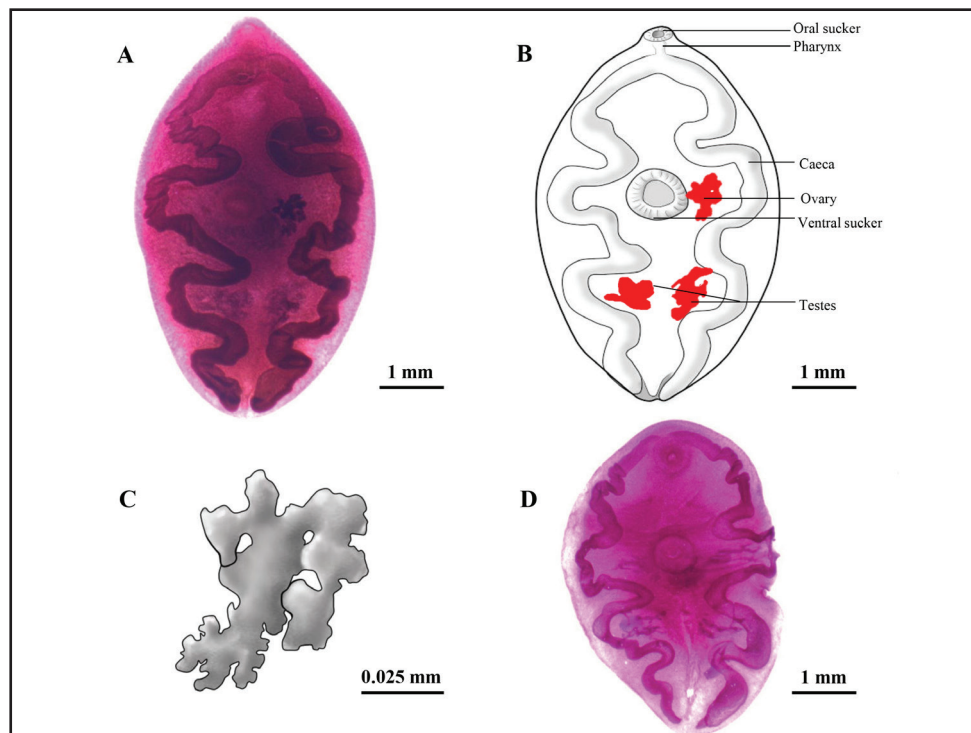 A
1 mm
B
Oral sucker
Pharynx
Caeca
Ovary
Ventral sucker
Testes
1 mm
C
0.025 mm
D
1 mm